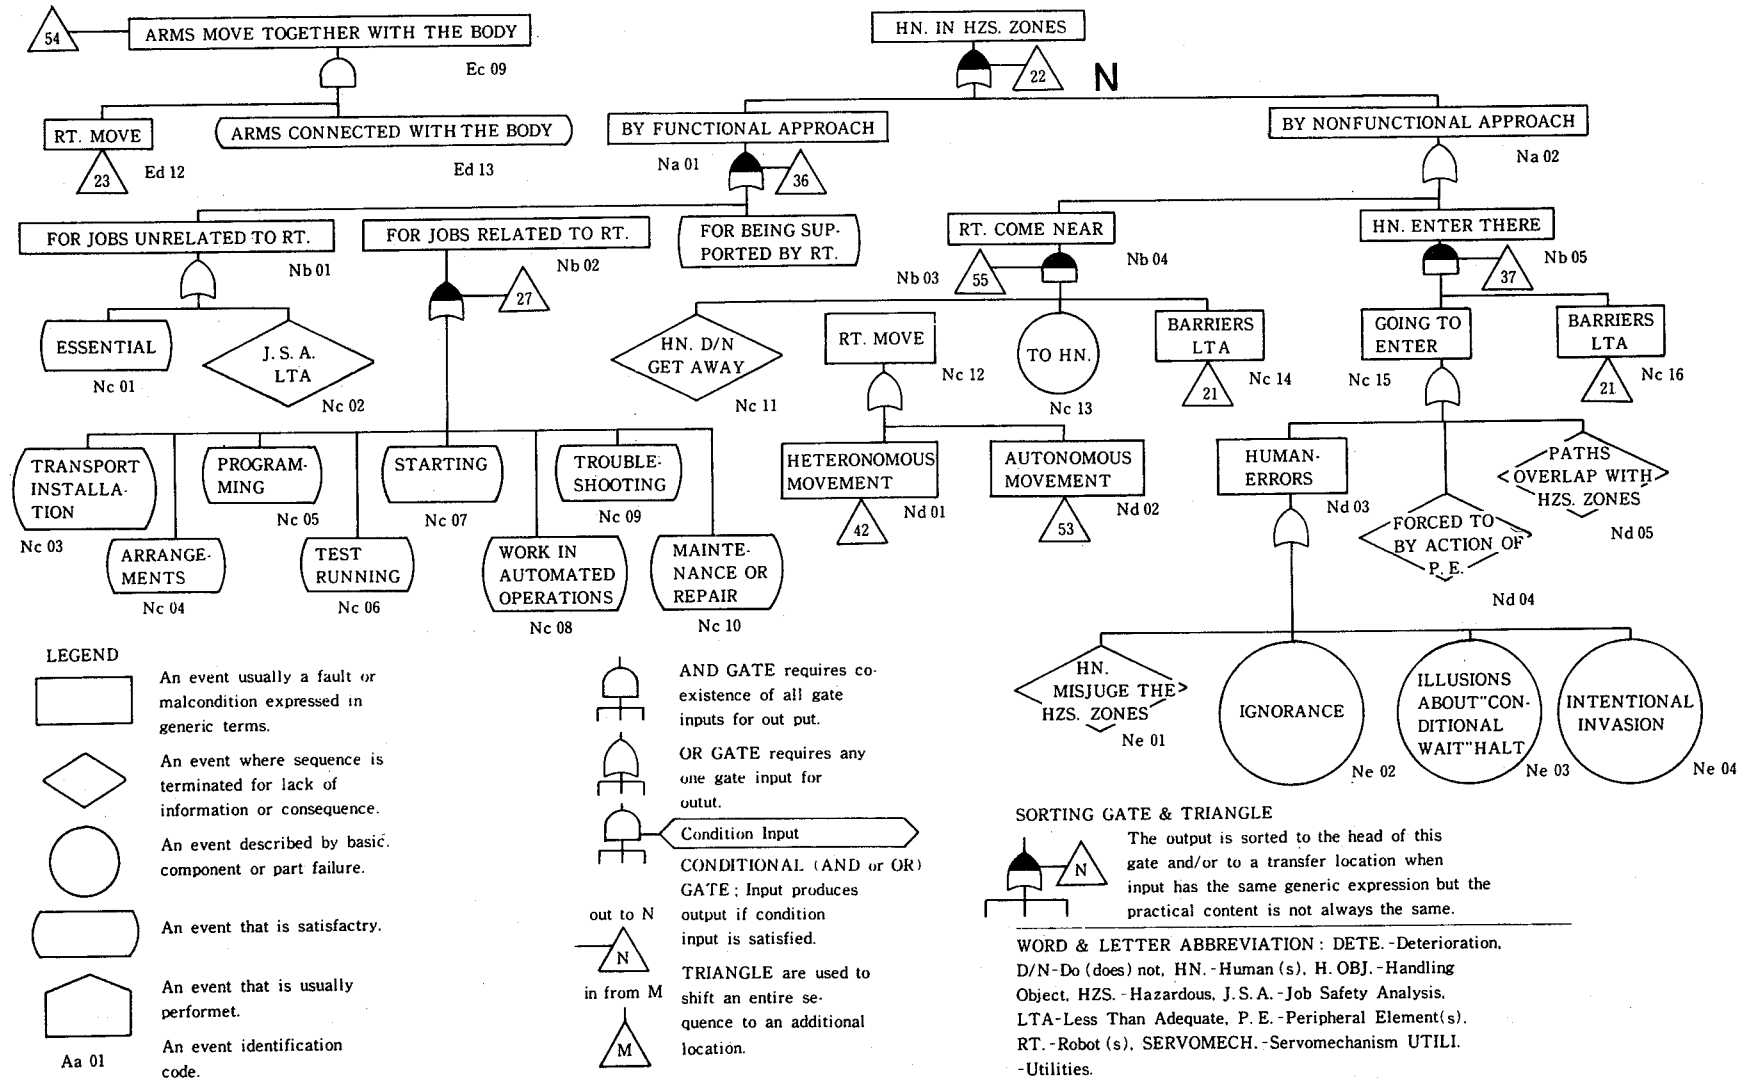 54
ARMS MOVE TOGETHER WITH THE BODY
Ec 09
RT. MOVE
23
Ed 12
ARMS CONNECTED WITH THE BODY
Ed 13
HN. IN HZS. ZONES
22
N
BY FUNCTIONAL APPROACH
Na 01
36
BY NONFUNCTIONAL APPROACH
Na 02
FOR JOBS UNRELATED TO RT.
Nb 01
FOR JOBS RELATED TO RT.
Nb 02
27
FOR BEING SUP-
PORTED BY RT.
Nb 03
RT. COME NEAR
55
Nb 04
HN. ENTER THERE
37
Nb 05
ESSENTIAL
Nc 01
J. S. A.
LTA
Nc 02
HN. D/N
GET AWAY
Nc 11
RT. MOVE
Nc 12
TO HN.
Nc 13
BARRIERS
LTA
21
Nc 14
GOING TO
ENTER
Nc 15
BARRIERS
LTA
21
Nc 16
TRANSPORT
INSTALLA-
TION
Nc 03
ARRANGE-
MENTS
Nc 04
PROGRAM-
MING
Nc 05
TEST
RUNNING
Nc 06
STARTING
Nc 07
WORK IN
AUTOMATED
OPERATIONS
Nc 08
TROUBLE-
SHOOTING
Nc 09
MAINTE-
NANCE OR
REPAIR
Nc 10
HETERONOMOUS
MOVEMENT
42
Nd 01
AUTONOMOUS
MOVEMENT
53
Nd 02
HUMAN-
ERRORS
Nd 03
FORCED TO
BY ACTION OF
P. E.
Nd 04
PATHS
OVERLAP WITH
HZS. ZONES
Nd 05
HN.
MISJUGE THE
HZS. ZONES
Ne 01
IGNORANCE
Ne 02
ILLUSIONS
ABOUT"CON-
DITIONAL
WAIT"HALT
Ne 03
INTENTIONAL
INVASION
Ne 04
LEGEND
An event usually a fault or
malcondition expressed in
generic terms.
An event where sequence is
terminated for lack of
information or consequence.
An event described by basic.
component or part failure.
An event that is satisfactry.
An event that is usually
performet.
Aa 01
An event identification
code.
AND GATE requires co-
existence of all gate
inputs for out put.
OR GATE requires any
one gate input for
outut.
Condition Input
CONDITIONAL (AND or OR)
GATE ; Input produces
output if condition
input is satisfied.
out to N
N
in from M
M
TRIANGLE are used to
shift an entire se-
quence to an additional
location.
SORTING GATE & TRIANGLE
N
The output is sorted to the head of this
gate and/or to a transfer location when
input has the same generic expression but the
practical content is not always the same.
WORD & LETTER ABBREVIATION : DETE. -Deterioration,
D/N-Do (does) not, HN. -Human (s), H. OBJ. -Handling
Object, HZS. -Hazardous, J. S. A. -Job Safety Analysis,
LTA-Less Than Adequate, P. E. -Peripheral Element(s).
RT. -Robot (s), SERVOMECH. -Servomechanism UTILI.
-Utilities.